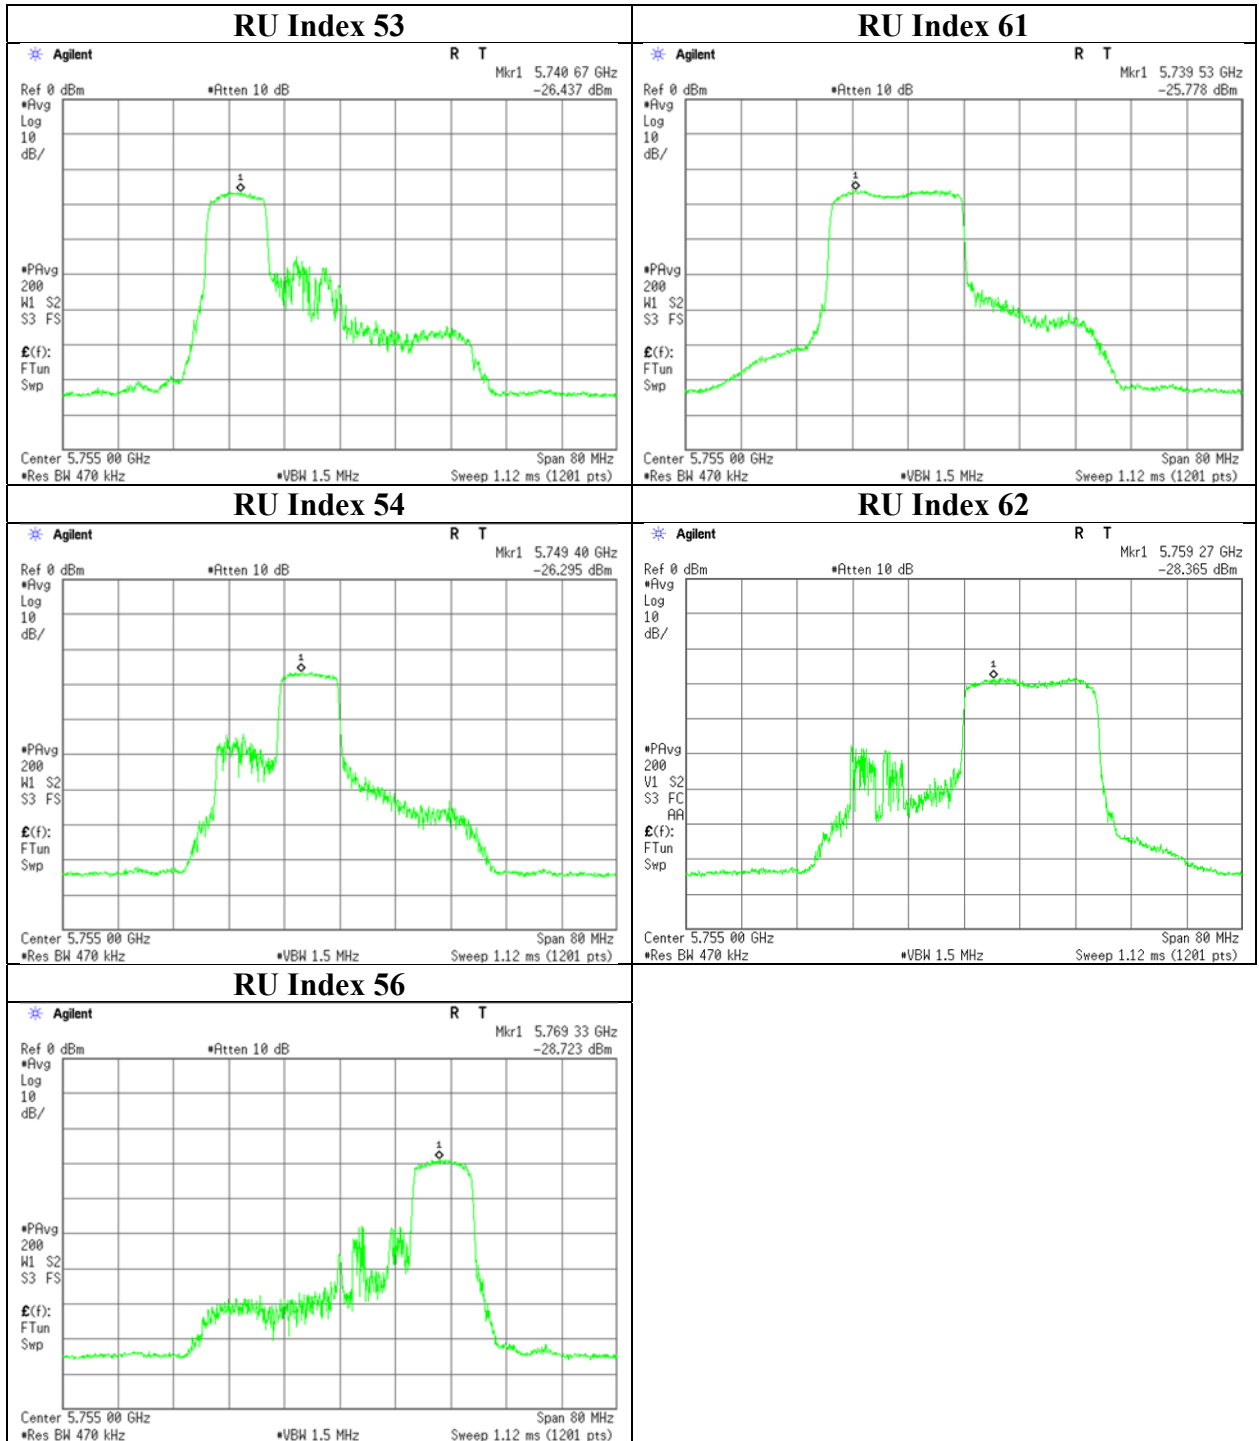 RU Index 53
Agilent R T
Mkr1 5.740 67 GHz
Ref 0 dBm #Atten 10 dB -26.437 dBm
#Avg
Log
10
dB/
1
#PAvg
200
W1 S2
S3 FS
£(f):
FTun
Swp
Center 5.755 00 GHz Span 80 MHz
#Res BW 470 kHz #VBW 1.5 MHz Sweep 1.12 ms (1201 pts)
RU Index 61
Agilent R T
Mkr1 5.739 53 GHz
Ref 0 dBm #Atten 10 dB -25.778 dBm
#Avg
Log
10
dB/
1
#PAvg
200
W1 S2
S3 FS
£(f):
FTun
Swp
Center 5.755 00 GHz Span 80 MHz
#Res BW 470 kHz #VBW 1.5 MHz Sweep 1.12 ms (1201 pts)
RU Index 54
Agilent R T
Mkr1 5.749 40 GHz
Ref 0 dBm #Atten 10 dB -26.295 dBm
#Avg
Log
10
dB/
1
#PAvg
200
W1 S2
S3 FS
£(f):
FTun
Swp
Center 5.755 00 GHz Span 80 MHz
#Res BW 470 kHz #VBW 1.5 MHz Sweep 1.12 ms (1201 pts)
RU Index 62
Agilent R T
Mkr1 5.759 27 GHz
Ref 0 dBm #Atten 10 dB -28.365 dBm
#Avg
Log
10
dB/
1
#PAvg
200
V1 S2
S3 FC
AA
£(f):
FTun
Swp
Center 5.755 00 GHz Span 80 MHz
#Res BW 470 kHz #VBW 1.5 MHz Sweep 1.12 ms (1201 pts)
RU Index 56
Agilent R T
Mkr1 5.769 33 GHz
Ref 0 dBm #Atten 10 dB -28.723 dBm
#Avg
Log
10
dB/
1
#PAvg
200
W1 S2
S3 FS
£(f):
FTun
Swp
Center 5.755 00 GHz Span 80 MHz
#Res BW 470 kHz #VBW 1.5 MHz Sweep 1.12 ms (1201 pts)